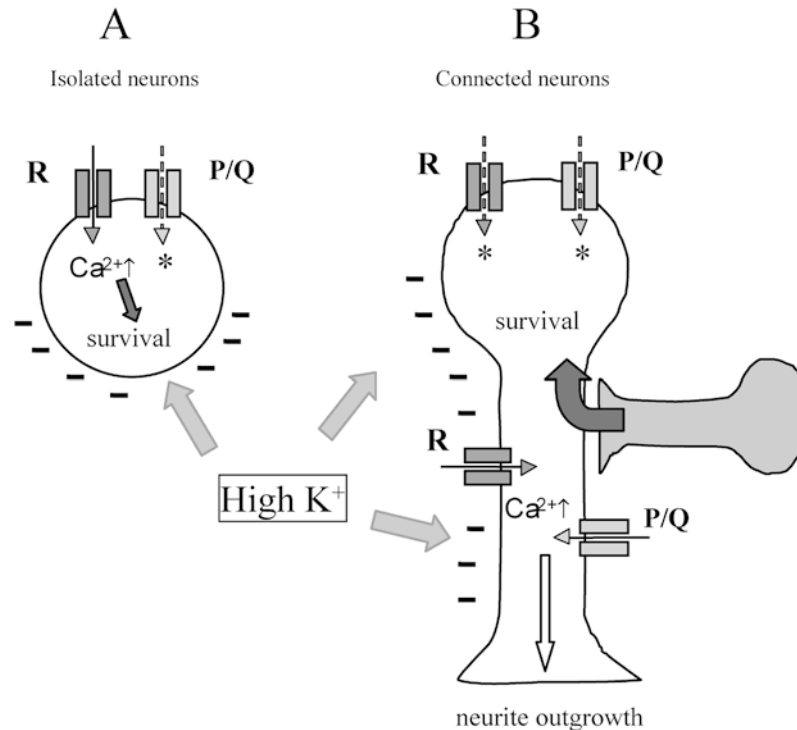 A
B
Isolated neurons
Connected neurons
R
P/Q
R
P/Q
Ca²⁺↑
*
*
*
survival
survival
R
High K⁺
Ca²⁺↑
P/Q
neurite outgrowth